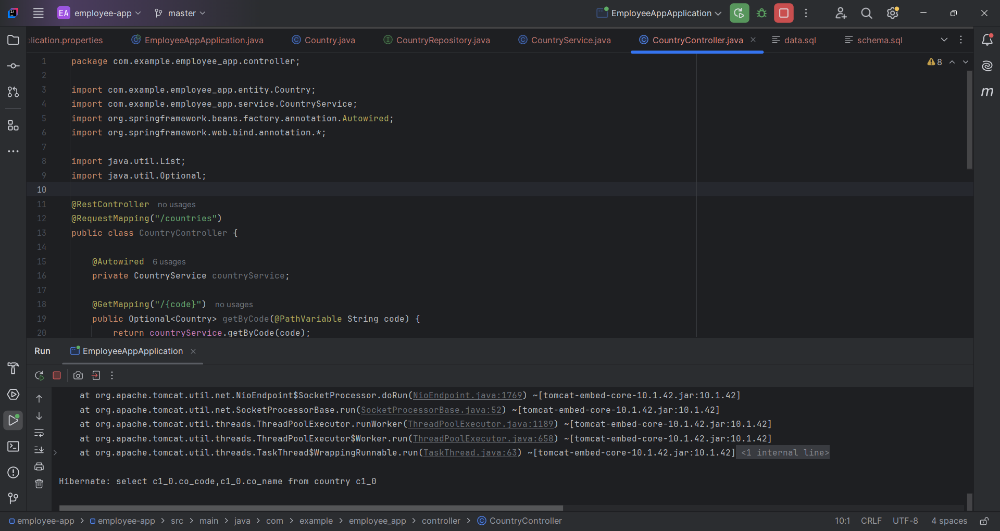 EA employee-app master EmployeeAppApplication
lication.properties EmployeeAppApplication.java Country.java CountryRepository.java CountryService.java CountryController.java data.sql schema.sql
8
1 package com.example.employee_app.controller;
2
3 import com.example.employee_app.entity.Country;
4 import com.example.employee_app.service.CountryService;
5 import org.springframework.beans.factory.annotation.Autowired;
6 import org.springframework.web.bind.annotation.*;
7
8 import java.util.List;
9 import java.util.Optional;
10
11 @RestController no usages
12 @RequestMapping("/countries")
13 public class CountryController {
14
15 @Autowired 6 usages
16 private CountryService countryService;
17
18 @GetMapping("/{code}") no usages
19 public Optional<Country> getByCode(@PathVariable String code) {
20 return countryService.getByCode(code);
Run EmployeeAppApplication
at org.apache.tomcat.util.net.NioEndpoint$SocketProcessor.doRun(NioEndpoint.java:1769) ~[tomcat-embed-core-10.1.42.jar:10.1.42]
at org.apache.tomcat.util.net.SocketProcessorBase.run(SocketProcessorBase.java:52) ~[tomcat-embed-core-10.1.42.jar:10.1.42]
at org.apache.tomcat.util.threads.ThreadPoolExecutor.runWorker(ThreadPoolExecutor.java:1189) ~[tomcat-embed-core-10.1.42.jar:10.1.42]
at org.apache.tomcat.util.threads.ThreadPoolExecutor$Worker.run(ThreadPoolExecutor.java:658) ~[tomcat-embed-core-10.1.42.jar:10.1.42]
at org.apache.tomcat.util.threads.TaskThread$WrappingRunnable.run(TaskThread.java:63) ~[tomcat-embed-core-10.1.42.jar:10.1.42] <1 internal line>
Hibernate: select c1_0.co_code,c1_0.co_name from country c1_0
employee-app > employee-app > src > main > java > com > example > employee_app > controller > CountryController 10:1 CRLF UTF-8 4 spaces